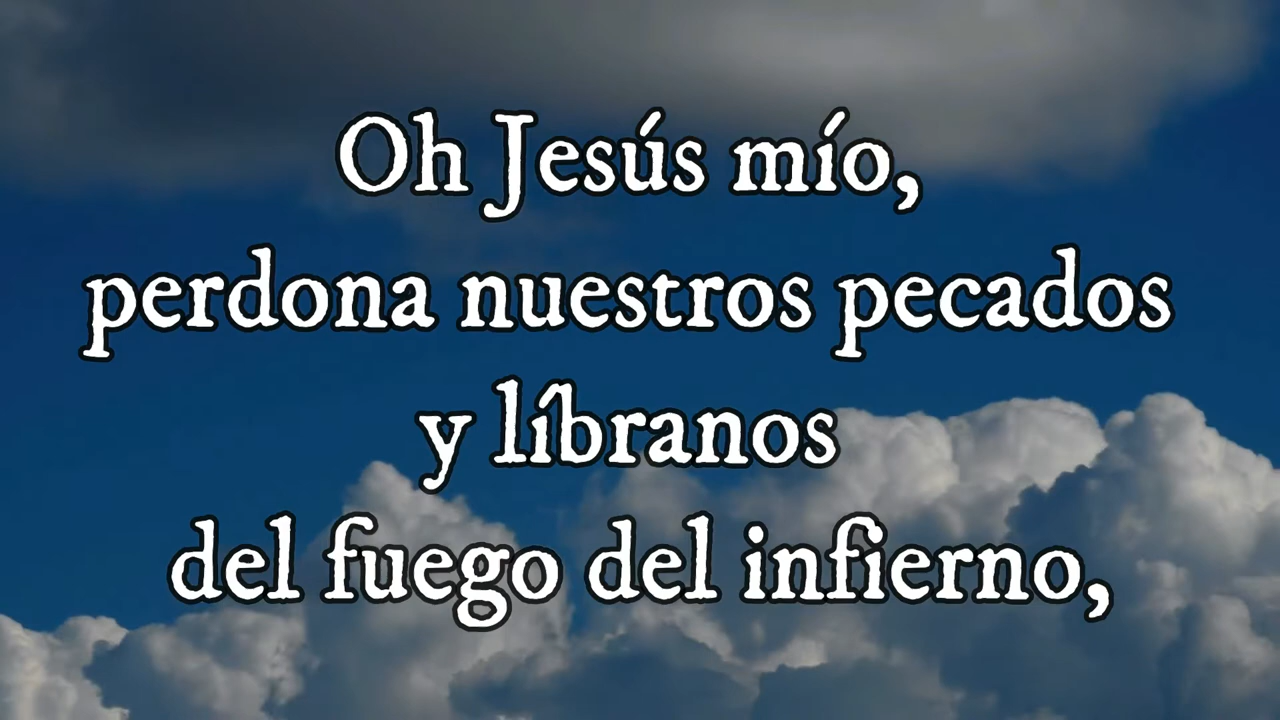 Oh Jesús mío,
perdona nuestros pecados
y líbranos
del fuego del infierno,